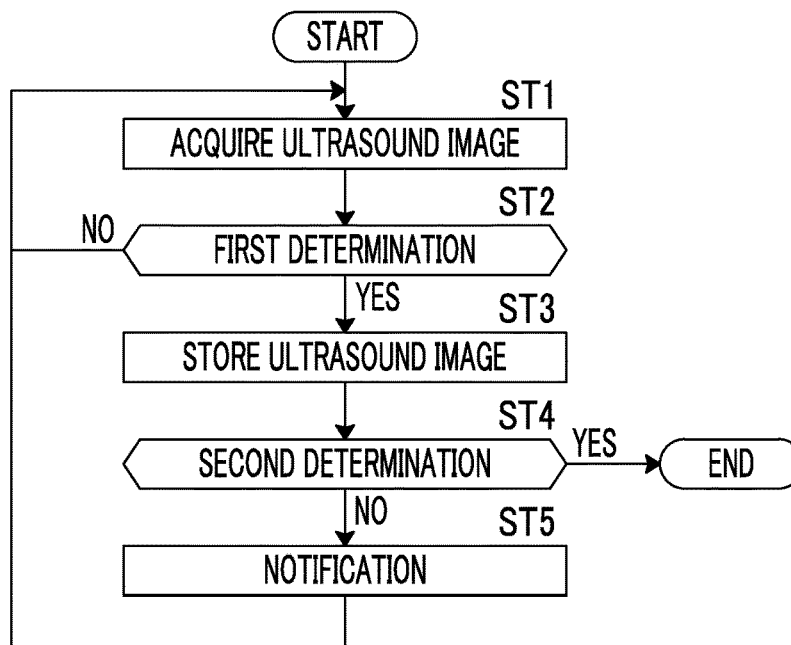 START
ST1
ACQUIRE ULTRASOUND IMAGE
ST2
NO
FIRST DETERMINATION
YES
ST3
STORE ULTRASOUND IMAGE
ST4
SECOND DETERMINATION
YES
END
NO
ST5
NOTIFICATION